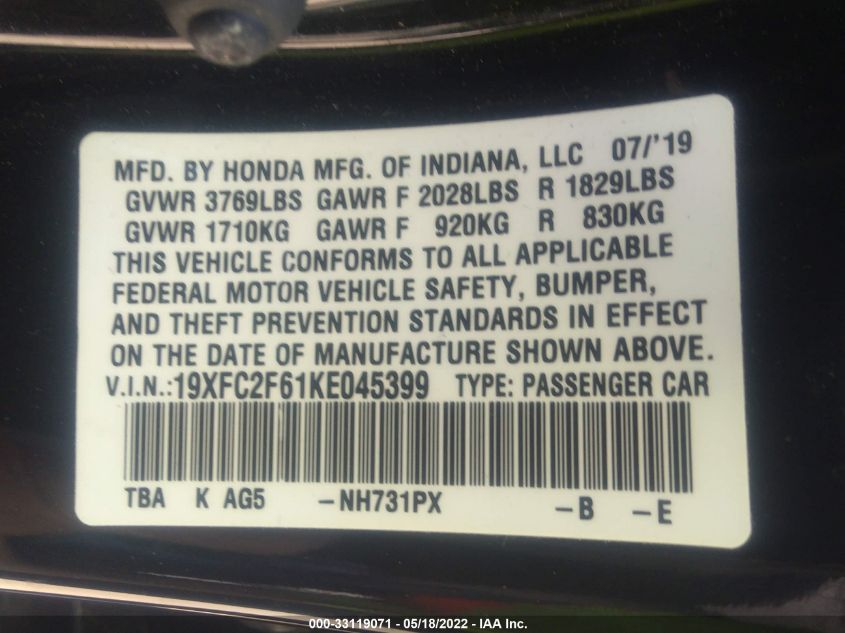 MFD. BY HONDA MFG. OF INDIANA, LLC 07/'19
GVWR 3769LBS GAWR F 2028LBS R 1829LBS
GVWR 1710KG GAWR F 920KG R 830KG
THIS VEHICLE CONFORMS TO ALL APPLICABLE
FEDERAL MOTOR VEHICLE SAFETY, BUMPER,
AND THEFT PREVENTION STANDARDS IN EFFECT
ON THE DATE OF MANUFACTURE SHOWN ABOVE.
V.I.N.:19XFC2F61KE045399 TYPE: PASSENGER CAR
TBA K AG5 -NH731PX -B -E
000-33119071 - 05/18/2022 - IAA Inc.